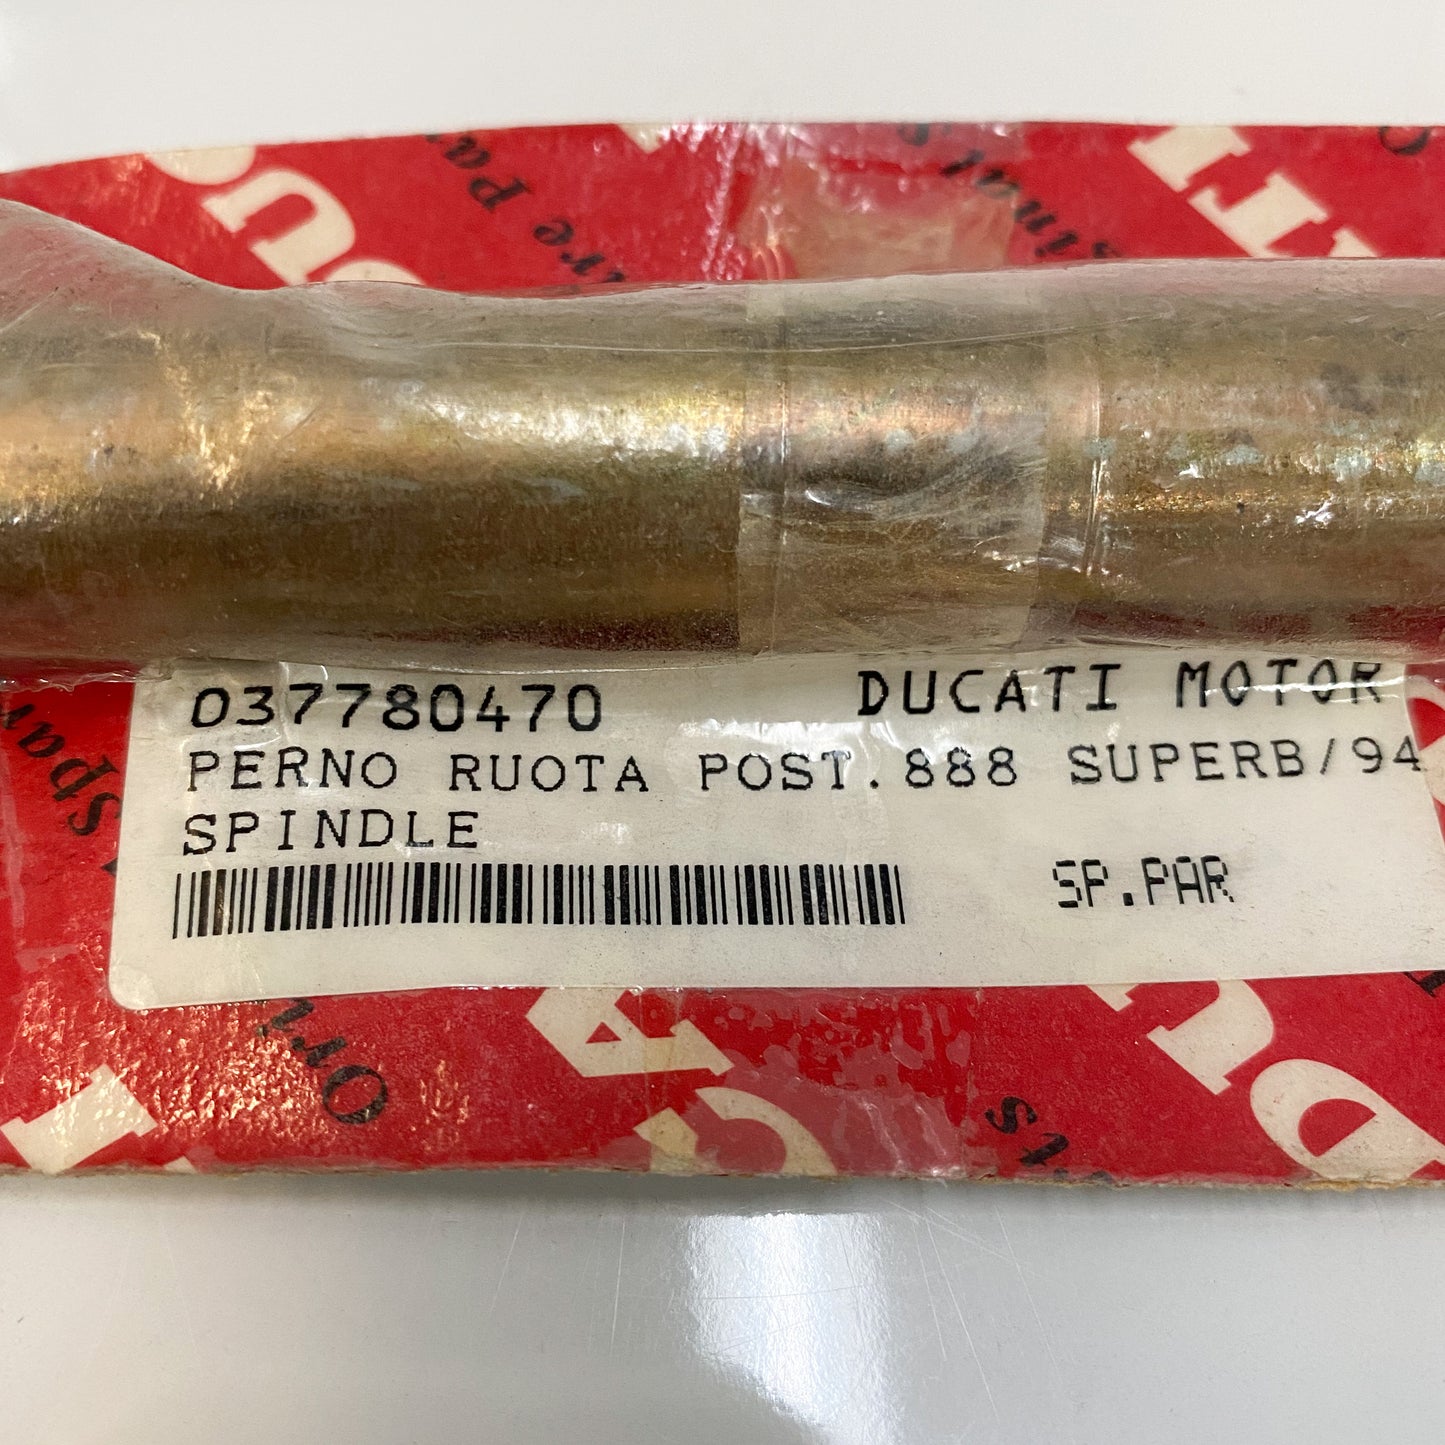 037780470 DUCATI MOTOR
PERNO RUOTA POST.888 SUPERB/94
SPINDLE
SP.PAR